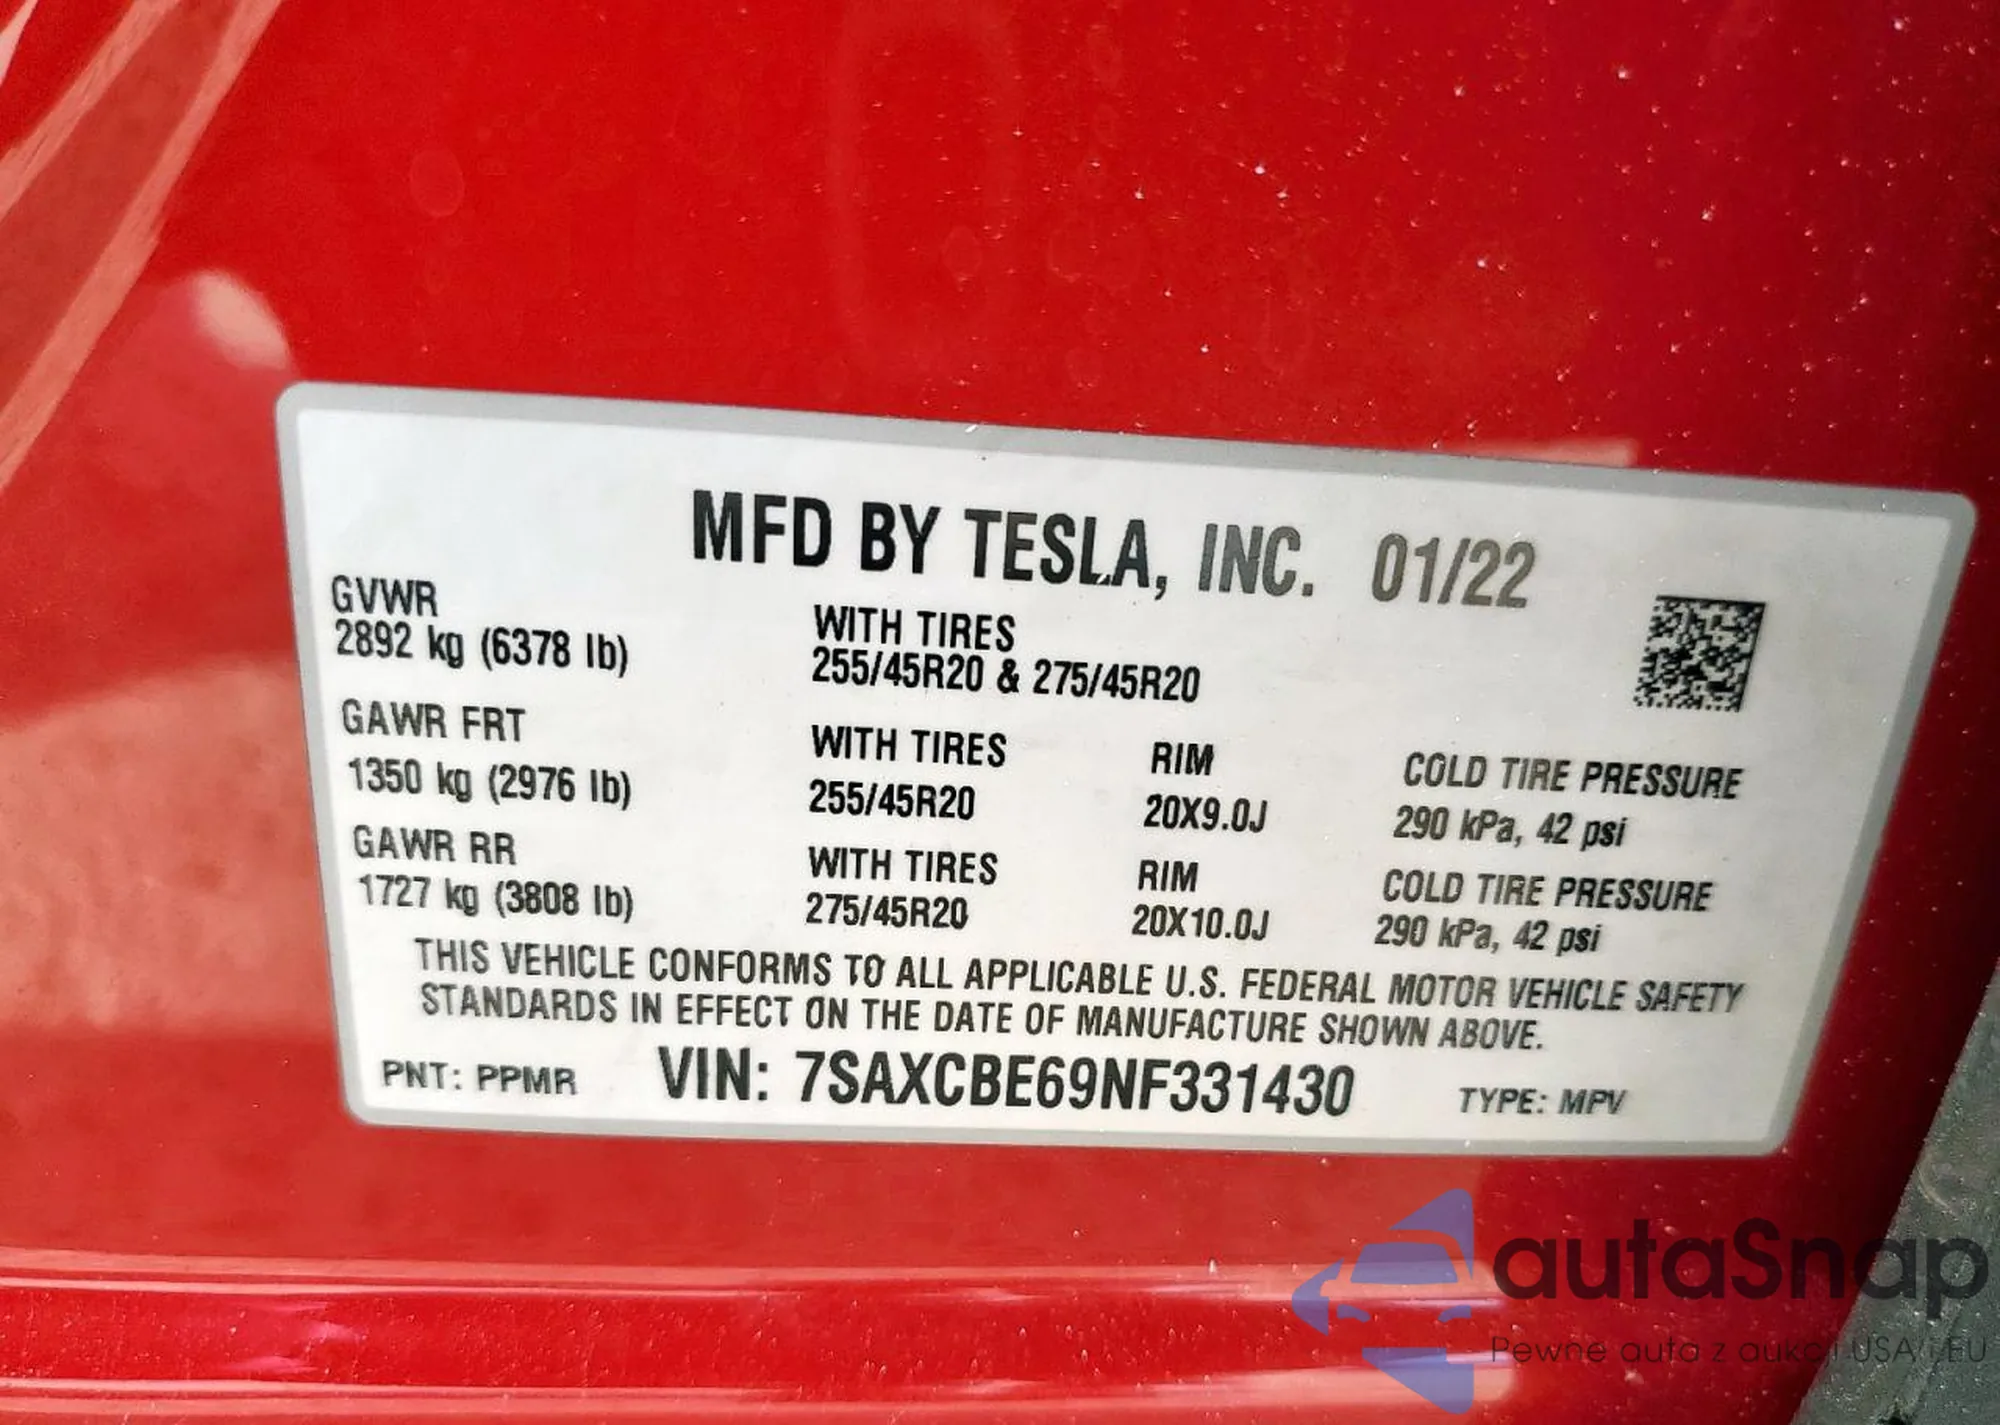 MFD BY TESLA, INC. 01/22
GVWR
2892 kg (6378 lb)
WITH TIRES
255/45R20 & 275/45R20
GAWR FRT
1350 kg (2976 lb)
WITH TIRES
255/45R20
RIM
20X9.0J
COLD TIRE PRESSURE
290 kPa, 42 psi
GAWR RR
1727 kg (3808 lb)
WITH TIRES
275/45R20
RIM
20X10.0J
COLD TIRE PRESSURE
290 kPa, 42 psi
THIS VEHICLE CONFORMS TO ALL APPLICABLE U.S. FEDERAL MOTOR VEHICLE SAFETY
STANDARDS IN EFFECT ON THE DATE OF MANUFACTURE SHOWN ABOVE.
PNT: PPMR VIN: 7SAXCBE69NF331430 TYPE: MPV
autaSnap
Pewne auta z aukcji USA i EU